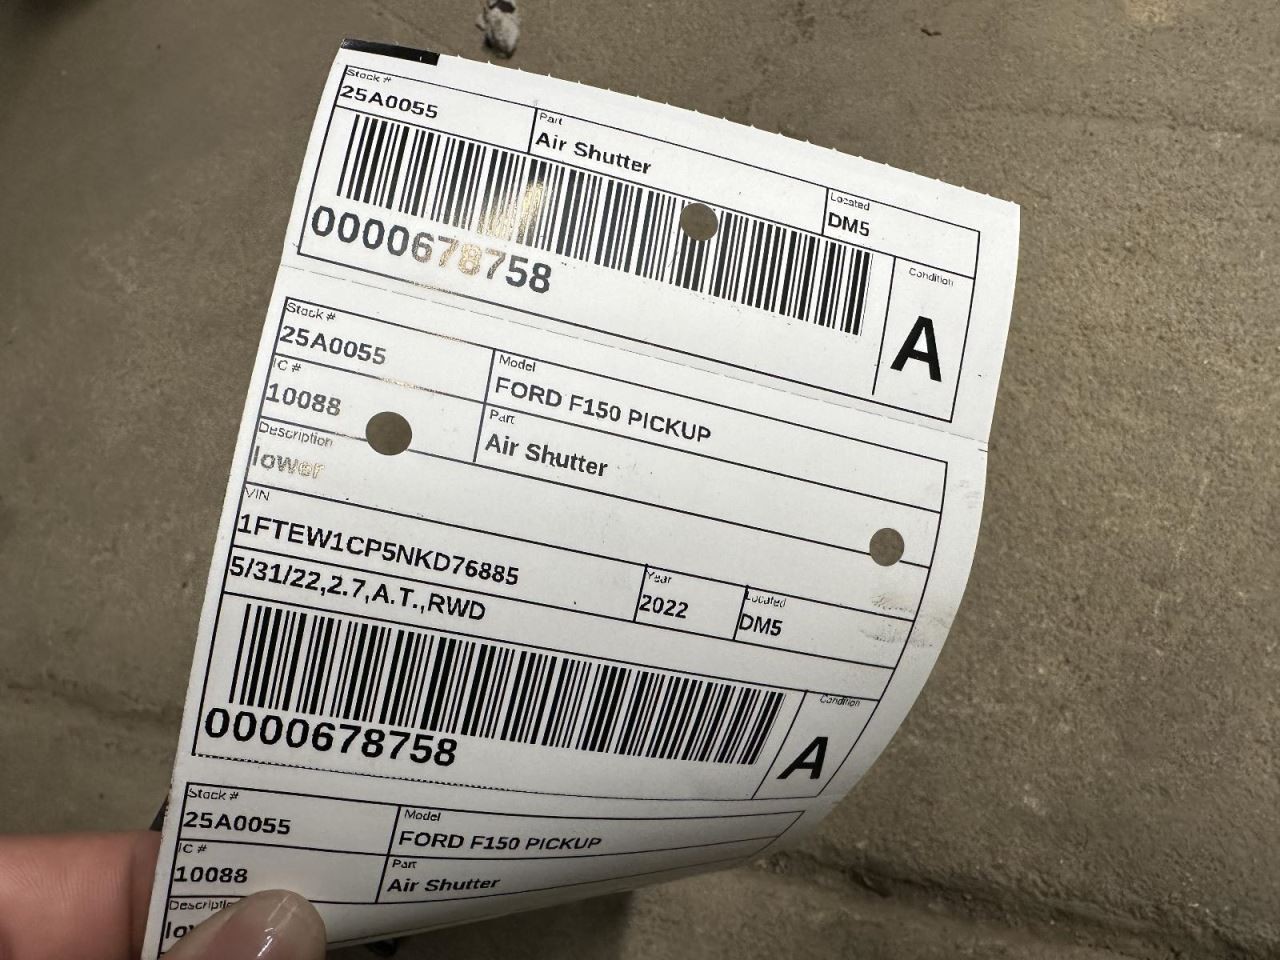 Stock #
25A0055
Part
Air Shutter
Located
DM5
0000678758
Condition
A
Stock #
25A0055
Model
FORD F150 PICKUP
IC #
10088
Part
Air Shutter
Description
lower
VIN
1FTEW1CP5NKD76885
Year
2022
Located
DM5
5/31/22,2.7,A.T.,RWD
0000678758
Condition
A
Stock #
25A0055
Model
FORD F150 PICKUP
IC #
10088
Part
Air Shutter